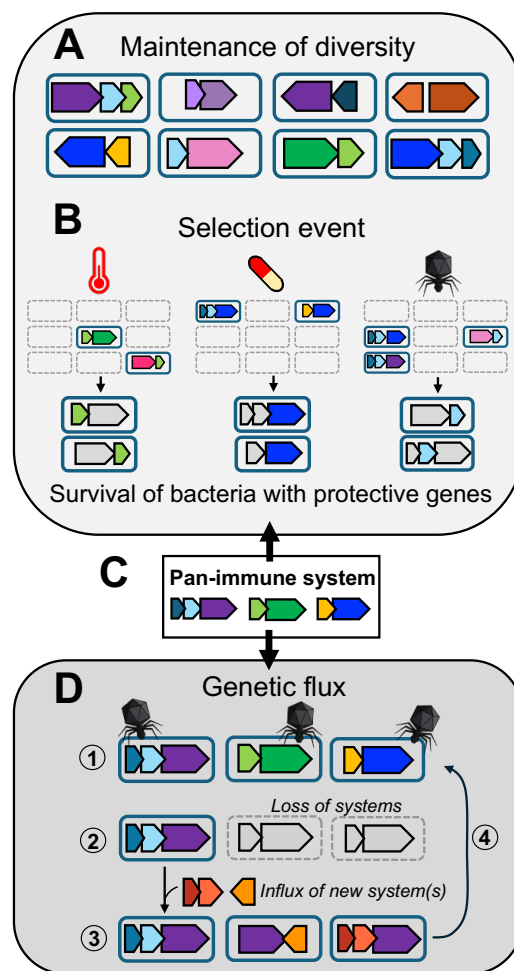 A
Maintenance of diversity
B
Selection event
Survival of bacteria with protective genes
C
Pan-immune system
D
Genetic flux
①
Loss of systems
②
④
Influx of new system(s)
③